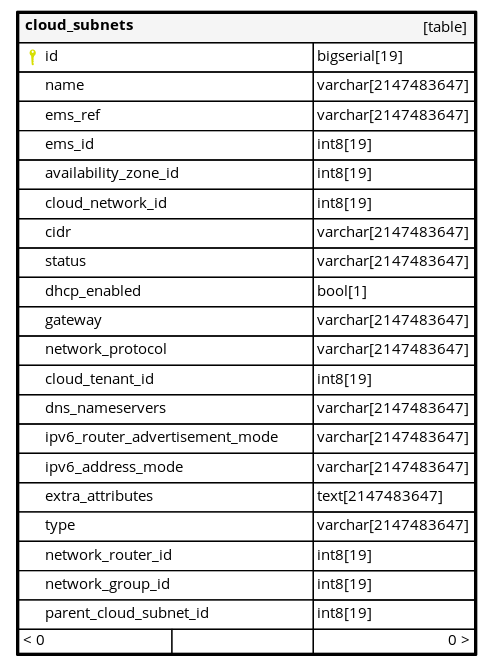 cloud_subnets [table]
id bigserial[19]
name varchar[2147483647]
ems_ref varchar[2147483647]
ems_id int8[19]
availability_zone_id int8[19]
cloud_network_id int8[19]
cidr varchar[2147483647]
status varchar[2147483647]
dhcp_enabled bool[1]
gateway varchar[2147483647]
network_protocol varchar[2147483647]
cloud_tenant_id int8[19]
dns_nameservers varchar[2147483647]
ipv6_router_advertisement_mode varchar[2147483647]
ipv6_address_mode varchar[2147483647]
extra_attributes text[2147483647]
type varchar[2147483647]
network_router_id int8[19]
network_group_id int8[19]
parent_cloud_subnet_id int8[19]
< 0 0 >